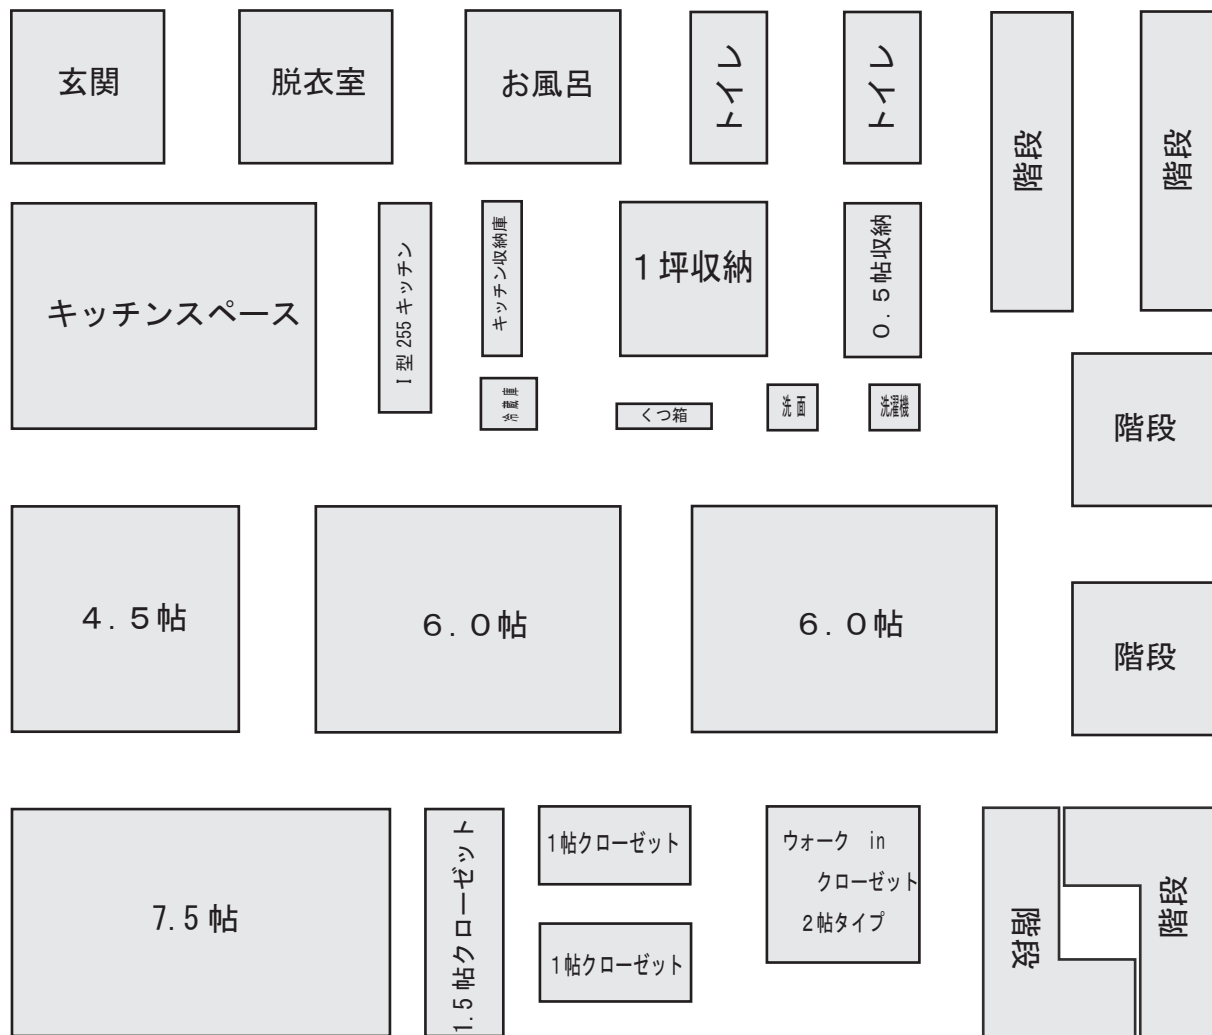 玄関
脱衣室
お風呂
トイレ
トイレ
階段
階段
キッチンスペース
I型 255 キッチン
キッチン収納庫
１坪収納
０．５帖収納
冷蔵庫
くつ箱
洗面
洗濯機
階段
４．５帖
６．０帖
６．０帖
階段
7.5 帖
1.5 帖クローゼット
1帖クローゼット
1帖クローゼット
ウォーク in
クローゼット
2帖タイプ
階段
階段